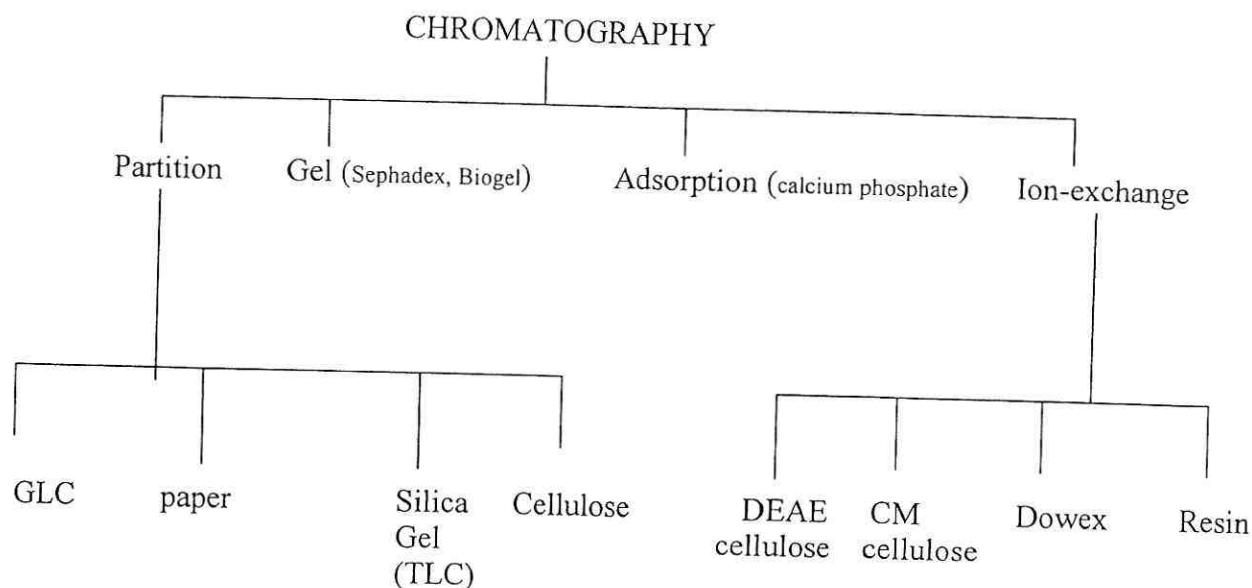 CHROMATOGRAPHY
Partition
Gel (Sephadex, Biogel)
Adsorption (calcium phosphate)
Ion-exchange
GLC
paper
Silica
Gel
(TLC)
Cellulose
DEAE
cellulose
CM
cellulose
Dowex
Resin